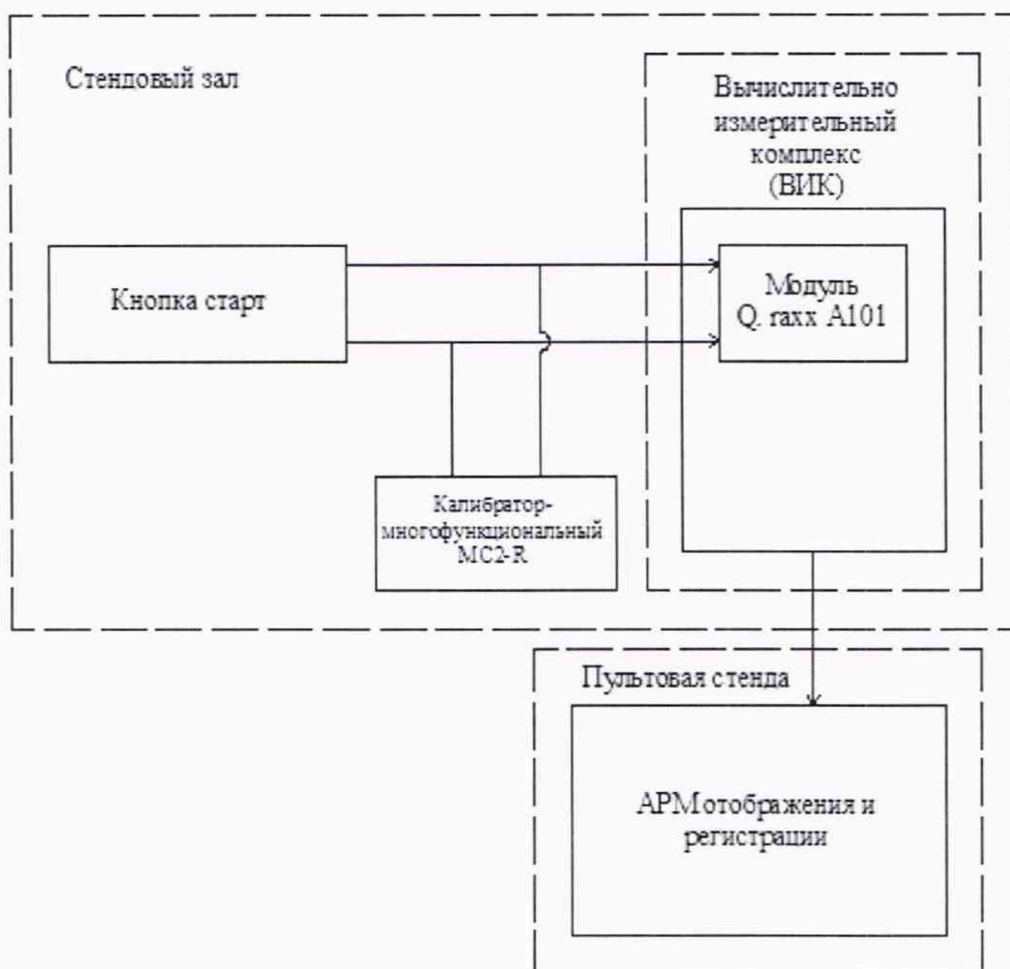 Стендовый зал
Вычислительно
измерительный
комплекс
(ВИК)
Кнопка старт
Модуль
Q. raxx A101
Калибратор-
многофункциональный
MC2-R
Пультовая стенда
АРМ отображения и
регистрации